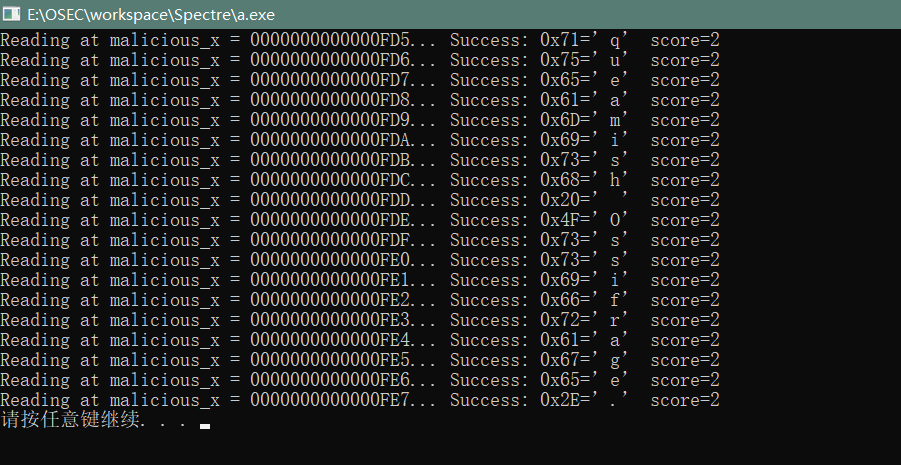 E:\OSEC\workspace\Spectre\a.exe
Reading at malicious_x = 0000000000000FD5... Success: 0x71='q' score=2
Reading at malicious_x = 0000000000000FD6... Success: 0x75='u' score=2
Reading at malicious_x = 0000000000000FD7... Success: 0x65='e' score=2
Reading at malicious_x = 0000000000000FD8... Success: 0x61='a' score=2
Reading at malicious_x = 0000000000000FD9... Success: 0x6D='m' score=2
Reading at malicious_x = 0000000000000FDA... Success: 0x69='i' score=2
Reading at malicious_x = 0000000000000FDB... Success: 0x73='s' score=2
Reading at malicious_x = 0000000000000FDC... Success: 0x68='h' score=2
Reading at malicious_x = 0000000000000FDD... Success: 0x20=' ' score=2
Reading at malicious_x = 0000000000000FDE... Success: 0x4F='O' score=2
Reading at malicious_x = 0000000000000FDF... Success: 0x73='s' score=2
Reading at malicious_x = 0000000000000FE0... Success: 0x73='s' score=2
Reading at malicious_x = 0000000000000FE1... Success: 0x69='i' score=2
Reading at malicious_x = 0000000000000FE2... Success: 0x66='f' score=2
Reading at malicious_x = 0000000000000FE3... Success: 0x72='r' score=2
Reading at malicious_x = 0000000000000FE4... Success: 0x61='a' score=2
Reading at malicious_x = 0000000000000FE5... Success: 0x67='g' score=2
Reading at malicious_x = 0000000000000FE6... Success: 0x65='e' score=2
Reading at malicious_x = 0000000000000FE7... Success: 0x2E='.' score=2
请按任意键继续. . .